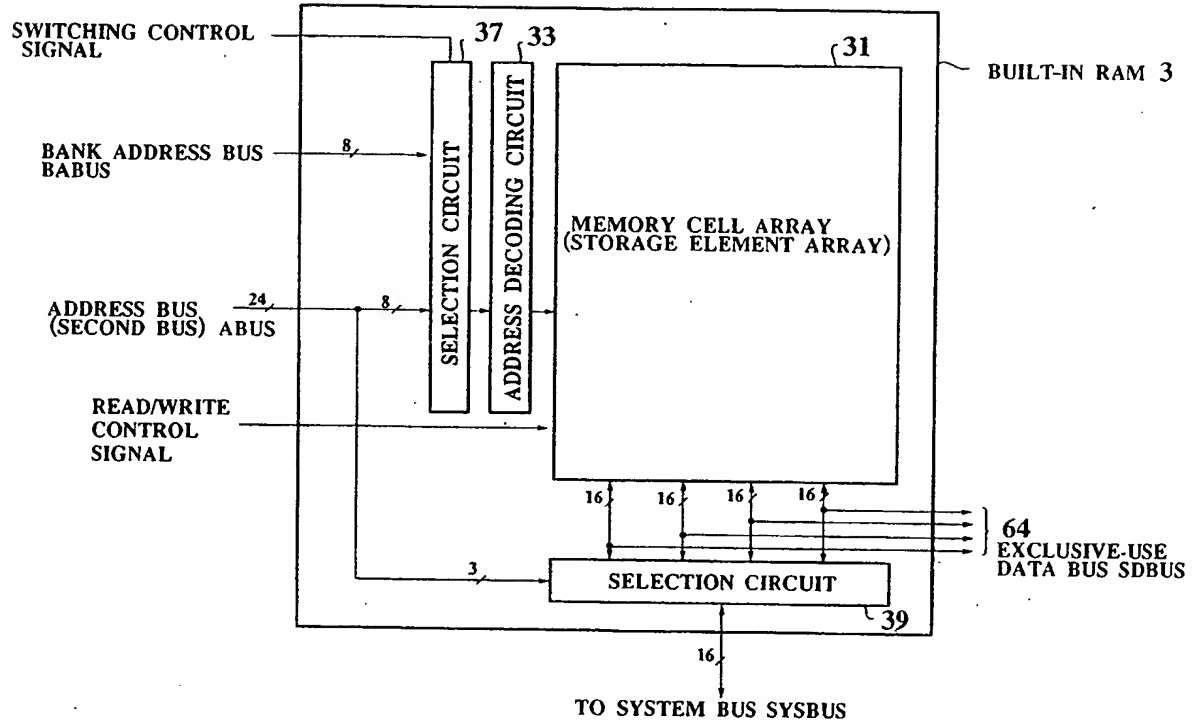 SWITCHING CONTROL
SIGNAL
37
33
31
BUILT-IN RAM 3
BANK ADDRESS BUS
BABUS
8
SELECTION CIRCUIT
ADDRESS DECODING CIRCUIT
MEMORY CELL ARRAY
(STORAGE ELEMENT ARRAY)
ADDRESS BUS
(SECOND BUS) ABUS
24
8
READ/WRITE
CONTROL
SIGNAL
16
16
16
16
64
EXCLUSIVE-USE
DATA BUS SDBUS
3
SELECTION CIRCUIT
39
16
TO SYSTEM BUS SYSBUS